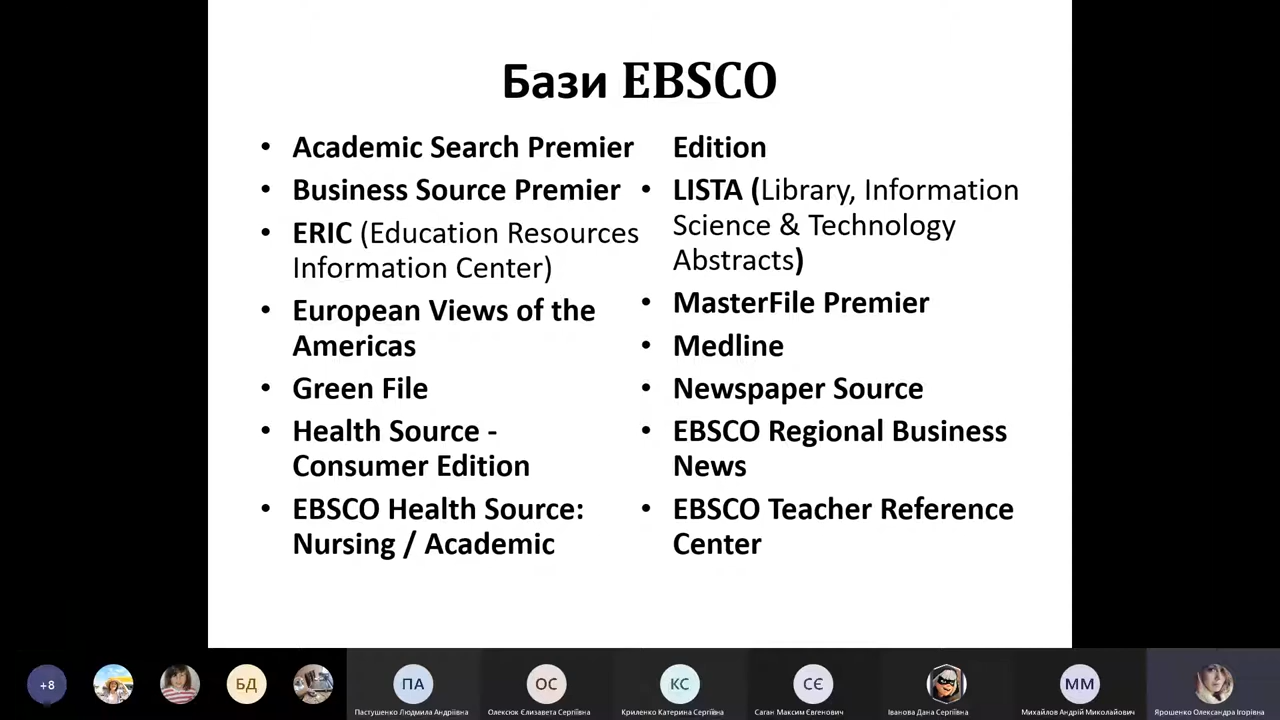 Бази EBSCO
• Academic Search Premier
• Business Source Premier
• ERIC (Education Resources
Information Center)
• European Views of the
Americas
• Green File
• Health Source -
Consumer Edition
• EBSCO Health Source:
Nursing / Academic
Edition
• LISTA (Library, Information
Science & Technology
Abstracts)
• MasterFile Premier
• Medline
• Newspaper Source
• EBSCO Regional Business
News
• EBSCO Teacher Reference
Center
+8
БД
ПА
ОС
КС
СЄ
ММ
Пастушенко Людмила Андріївна
Олексюк Єлизавета Сергіївна
Криленко Катерина Сергіївна
Саган Максим Євгенович
Іванова Дана Сергіївна
Михайлов Андрій Миколайович
Ярошенко Олександра Ігорівна